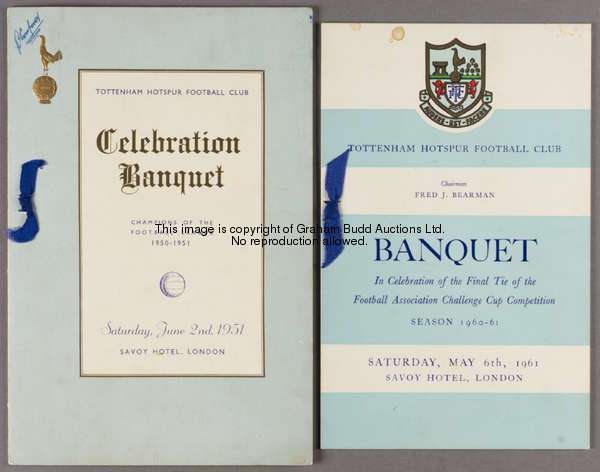 TOTTENHAM HOTSPUR FOOTBALL CLUB
Celebration
Banquet
CHAMPIONS OF THE
1950-1951
Saturday, June 2nd, 1951
SAVOY HOTEL, LONDON
TOTTENHAM HOTSPUR FOOTBALL CLUB
Chairman
FRED J. BEARMAN
BANQUET
In Celebration of the Final Tie of the
Football Association Challenge Cup Competition
SEASON 1960-61
SATURDAY, MAY 6th, 1961
SAVOY HOTEL, LONDON
This image is copyright of Graham Budd Auctions Ltd.
No reproduction allowed.